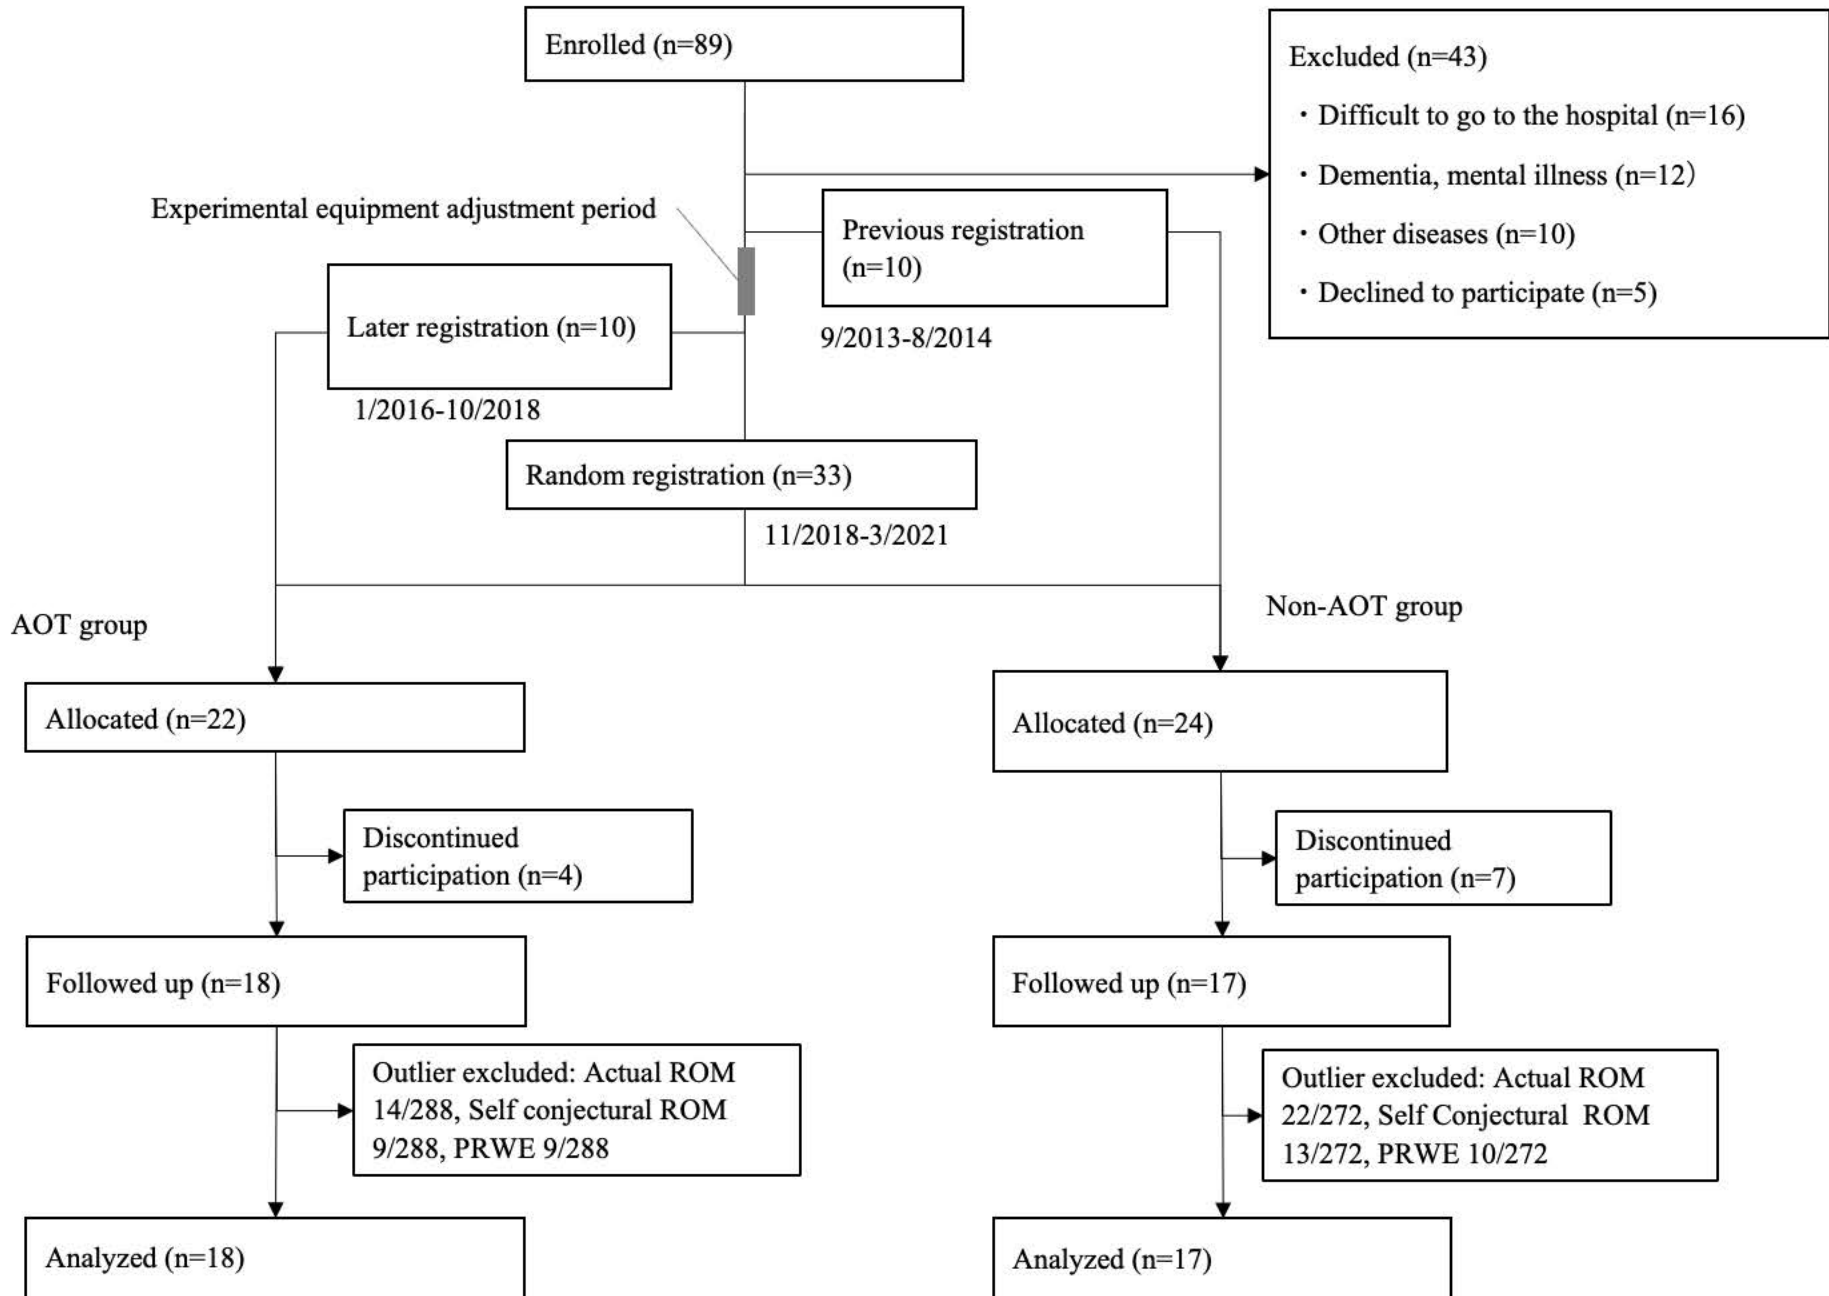 Enrolled (n=89)
Excluded (n=43)
・Difficult to go to the hospital (n=16)
・Dementia, mental illness (n=12）
・Other diseases (n=10)
・Declined to participate (n=5)
Experimental equipment adjustment period
Previous registration
(n=10)
9/2013-8/2014
Later registration (n=10)
1/2016-10/2018
Random registration (n=33)
11/2018-3/2021
AOT group
Non-AOT group
Allocated (n=22)
Allocated (n=24)
Discontinued
participation (n=4)
Discontinued
participation (n=7)
Followed up (n=18)
Followed up (n=17)
Outlier excluded: Actual ROM
14/288, Self conjectural ROM
9/288, PRWE 9/288
Outlier excluded: Actual ROM
22/272, Self Conjectural ROM
13/272, PRWE 10/272
Analyzed (n=18)
Analyzed (n=17)